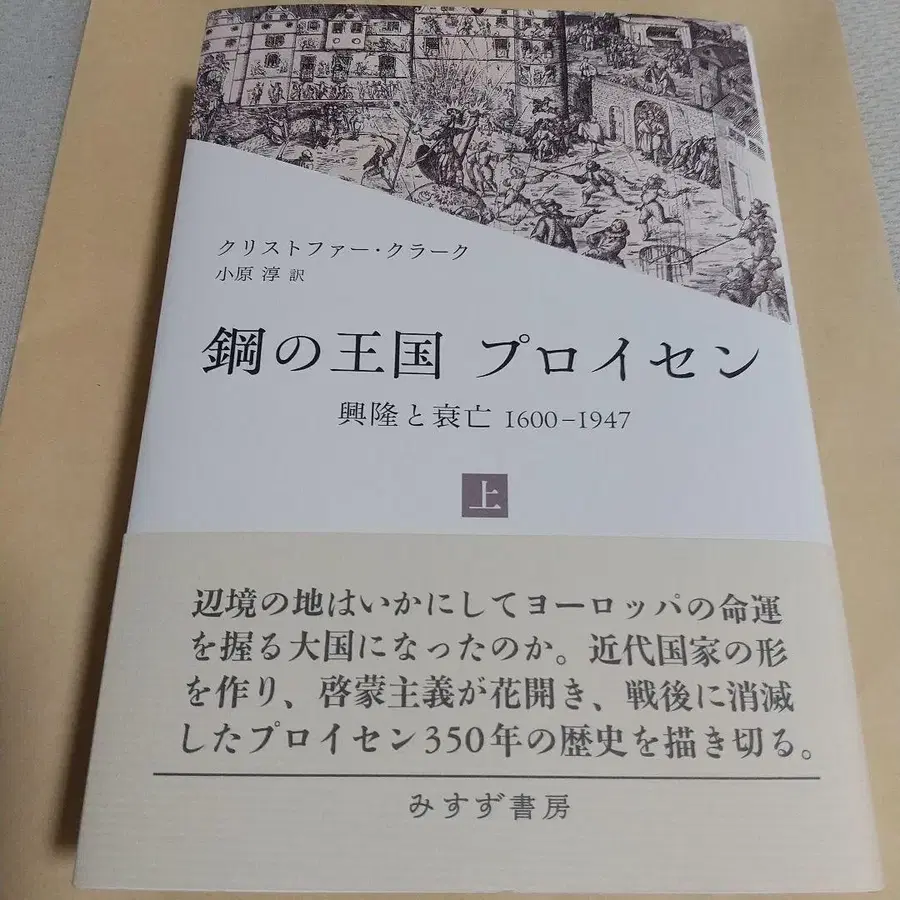 クリストファー・クラーク
小原 淳 訳
鋼の王国 プロイセン
興隆と衰亡 1600–1947
上
辺境の地はいかにしてヨーロッパの命運
を握る大国になったのか。近代国家の形
を作り、啓蒙主義が花開き、戦後に消滅
したプロイセン350年の歴史を描き切る。
みすず書房